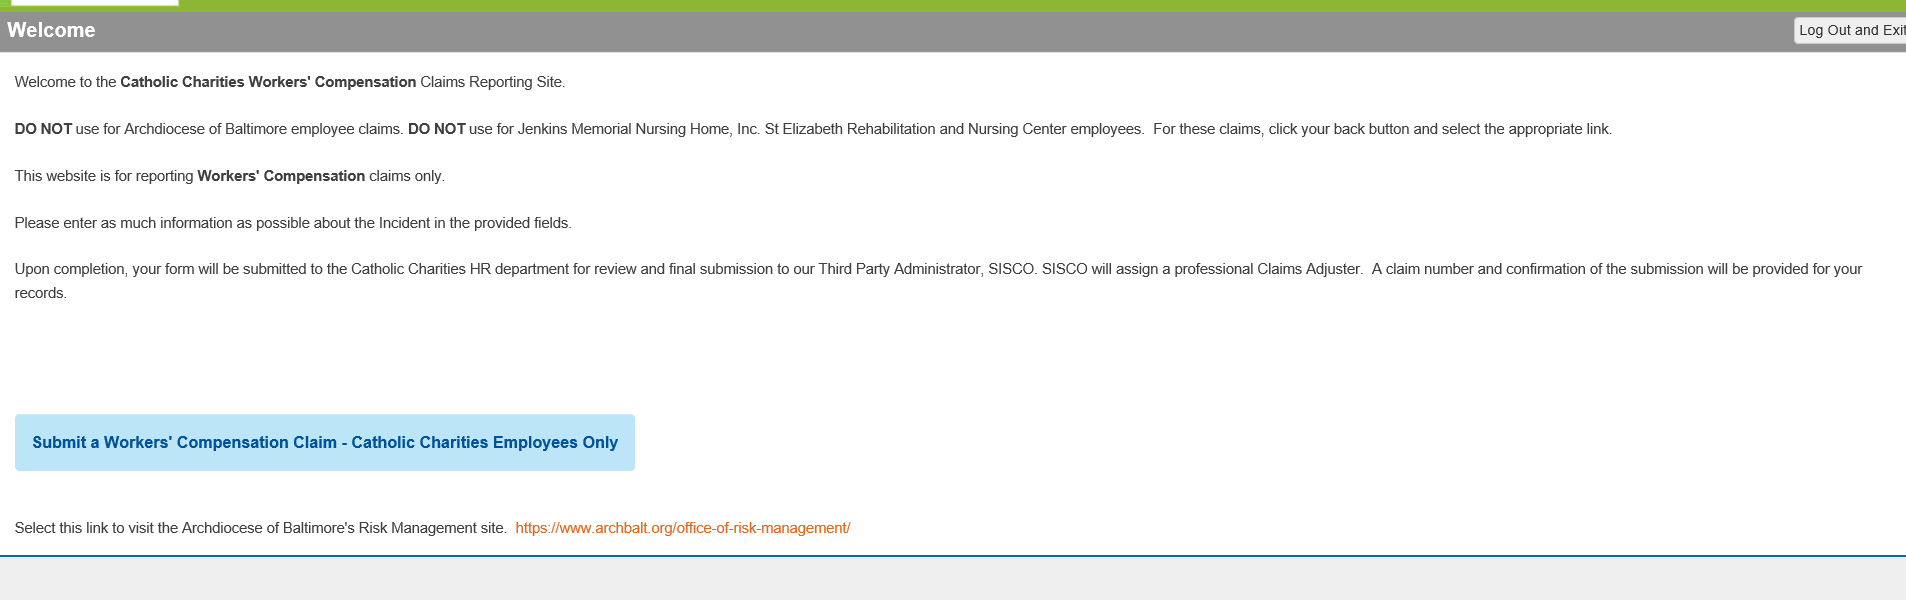 Welcome
Log Out and Exit
Welcome to the Catholic Charities Workers' Compensation Claims Reporting Site.
DO NOT use for Archdiocese of Baltimore employee claims. DO NOT use for Jenkins Memorial Nursing Home, Inc. St Elizabeth Rehabilitation and Nursing Center employees.  For these claims, click your back button and select the appropriate link.
This website is for reporting Workers' Compensation claims only.
Please enter as much information as possible about the Incident in the provided fields.
Upon completion, your form will be submitted to the Catholic Charities HR department for review and final submission to our Third Party Administrator, SISCO. SISCO will assign a professional Claims Adjuster.  A claim number and confirmation of the submission will be provided for your
records.
Submit a Workers' Compensation Claim - Catholic Charities Employees Only
Select this link to visit the Archdiocese of Baltimore's Risk Management site.  https://www.archbalt.org/office-of-risk-management/